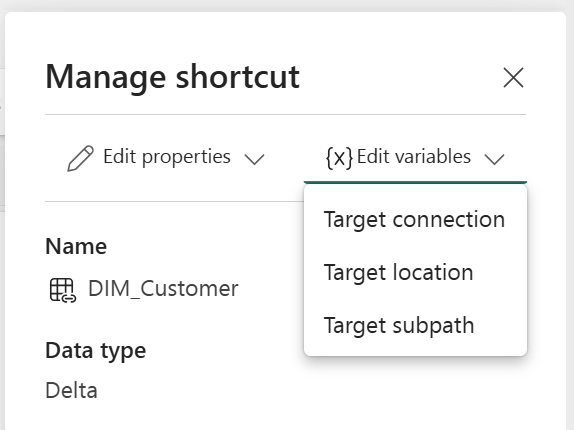 Manage shortcut
Edit properties
{x} Edit variables
Target connection
Target location
Target subpath
Name
DIM_Customer
Data type
Delta